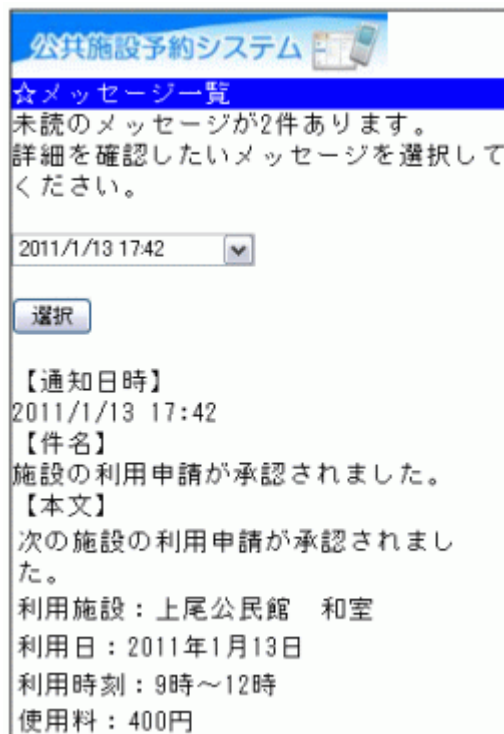 公共施設予約システム
☆メッセージ一覧
未読のメッセージが2件あります。
詳細を確認したいメッセージを選択して
ください。
2011/1/13 17:42
選択
【通知日時】
2011/1/13 17:42
【件名】
施設の利用申請が承認されました。
【本文】
次の施設の利用申請が承認されまし
た。
利用施設：上尾公民館　和室
利用日：2011年1月13日
利用時刻：9時～12時
使用料：400円